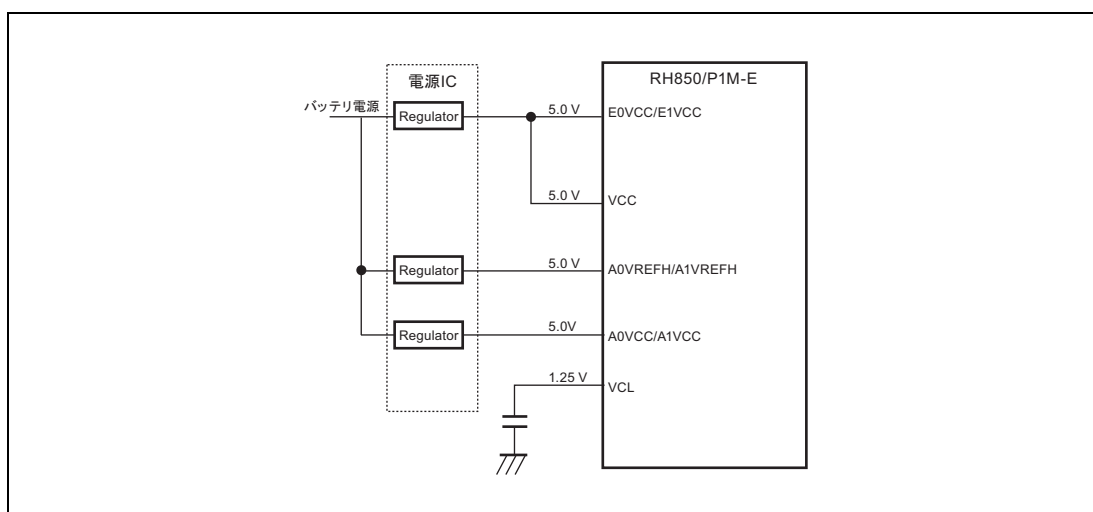 電源IC
RH850/P1M-E
バッテリ電源
Regulator
5.0 V
E0VCC/E1VCC
5.0 V
VCC
Regulator
5.0 V
A0VREFH/A1VREFH
Regulator
5.0V
A0VCC/A1VCC
1.25 V
VCL